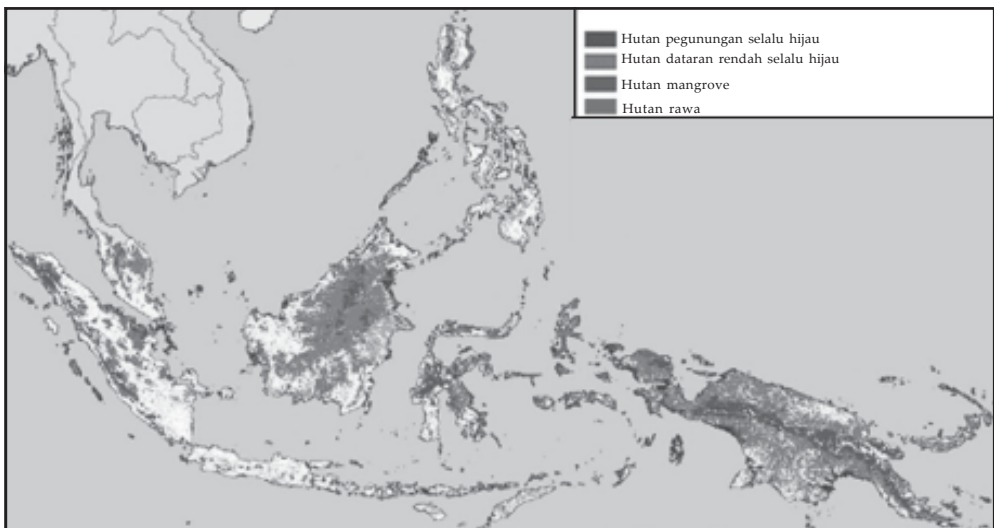 Hutan pegunungan selalu hijau
Hutan dataran rendah selalu hijau
Hutan mangrove
Hutan rawa